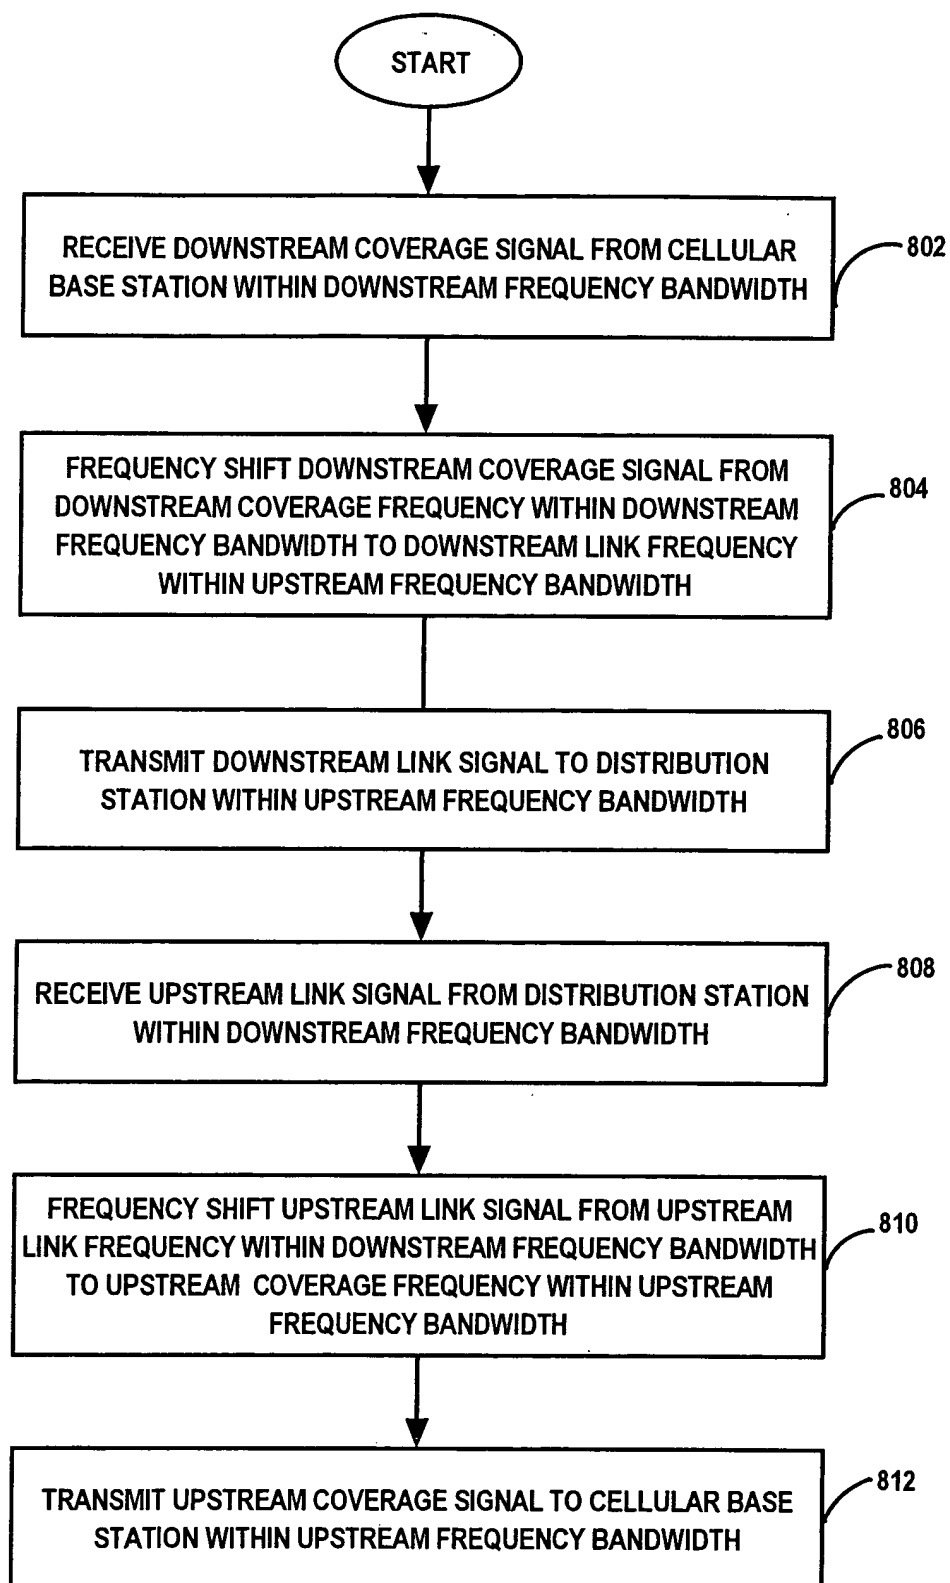 START
RECEIVE DOWNSTREAM COVERAGE SIGNAL FROM CELLULAR
BASE STATION WITHIN DOWNSTREAM FREQUENCY BANDWIDTH
802
FREQUENCY SHIFT DOWNSTREAM COVERAGE SIGNAL FROM
DOWNSTREAM COVERAGE FREQUENCY WITHIN DOWNSTREAM
FREQUENCY BANDWIDTH TO DOWNSTREAM LINK FREQUENCY
WITHIN UPSTREAM FREQUENCY BANDWIDTH
804
TRANSMIT DOWNSTREAM LINK SIGNAL TO DISTRIBUTION
STATION WITHIN UPSTREAM FREQUENCY BANDWIDTH
806
RECEIVE UPSTREAM LINK SIGNAL FROM DISTRIBUTION STATION
WITHIN DOWNSTREAM FREQUENCY BANDWIDTH
808
FREQUENCY SHIFT UPSTREAM LINK SIGNAL FROM UPSTREAM
LINK FREQUENCY WITHIN DOWNSTREAM FREQUENCY BANDWIDTH
TO UPSTREAM COVERAGE FREQUENCY WITHIN UPSTREAM
FREQUENCY BANDWIDTH
810
TRANSMIT UPSTREAM COVERAGE SIGNAL TO CELLULAR BASE
STATION WITHIN UPSTREAM FREQUENCY BANDWIDTH
812